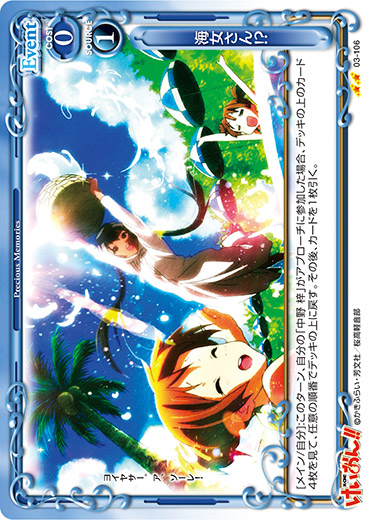 Event
COST
0
SOURCE
1
海女さん!?
Precious Memories
ヨイヤサー ア、ソーレ!
[メイン/自分]:このターン、自分の「中野 梓」がアプローチに参加した場合、デッキの上のカード
4枚を見て、任意の順番でデッキの上に戻す。その後、カードを1枚引く。
けいおん!!
©かきふらい・芳文社/桜高軽音部
03-106